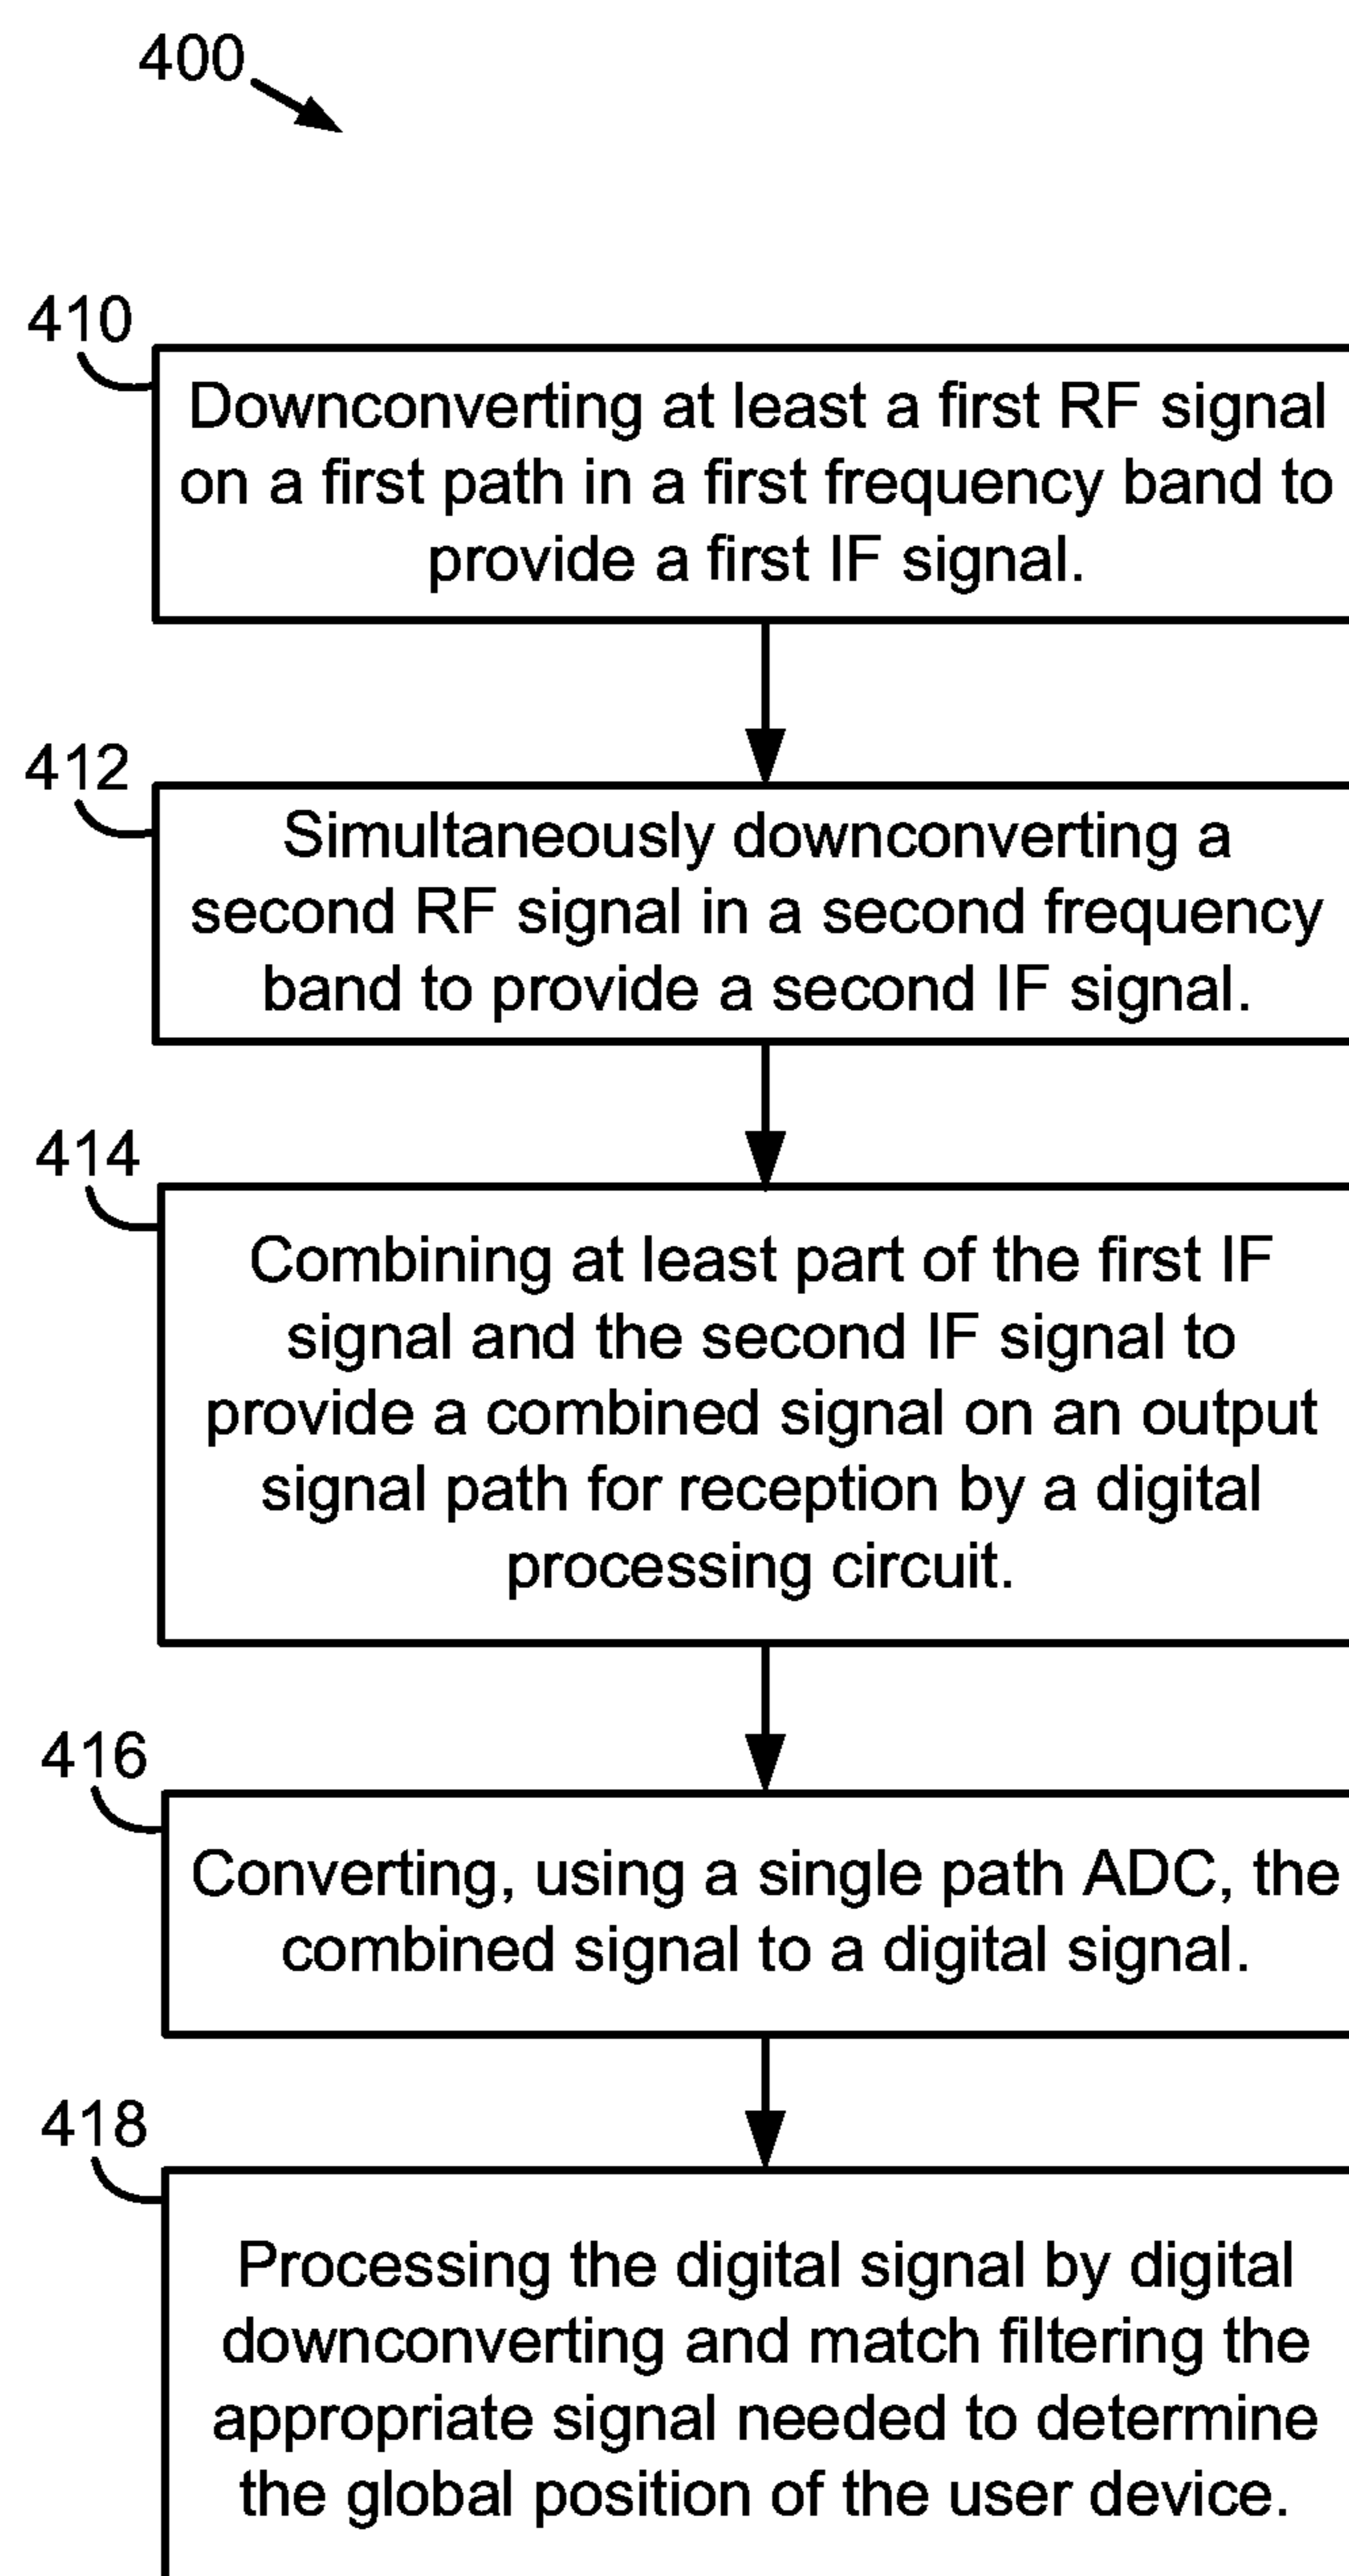 400
410
Downconverting at least a first RF signal
on a first path in a first frequency band to
provide a first IF signal.
412
Simultaneously downconverting a
second RF signal in a second frequency
band to provide a second IF signal.
414
Combining at least part of the first IF
signal and the second IF signal to
provide a combined signal on an output
signal path for reception by a digital
processing circuit.
416
Converting, using a single path ADC, the
combined signal to a digital signal.
418
Processing the digital signal by digital
downconverting and match filtering the
appropriate signal needed to determine
the global position of the user device.